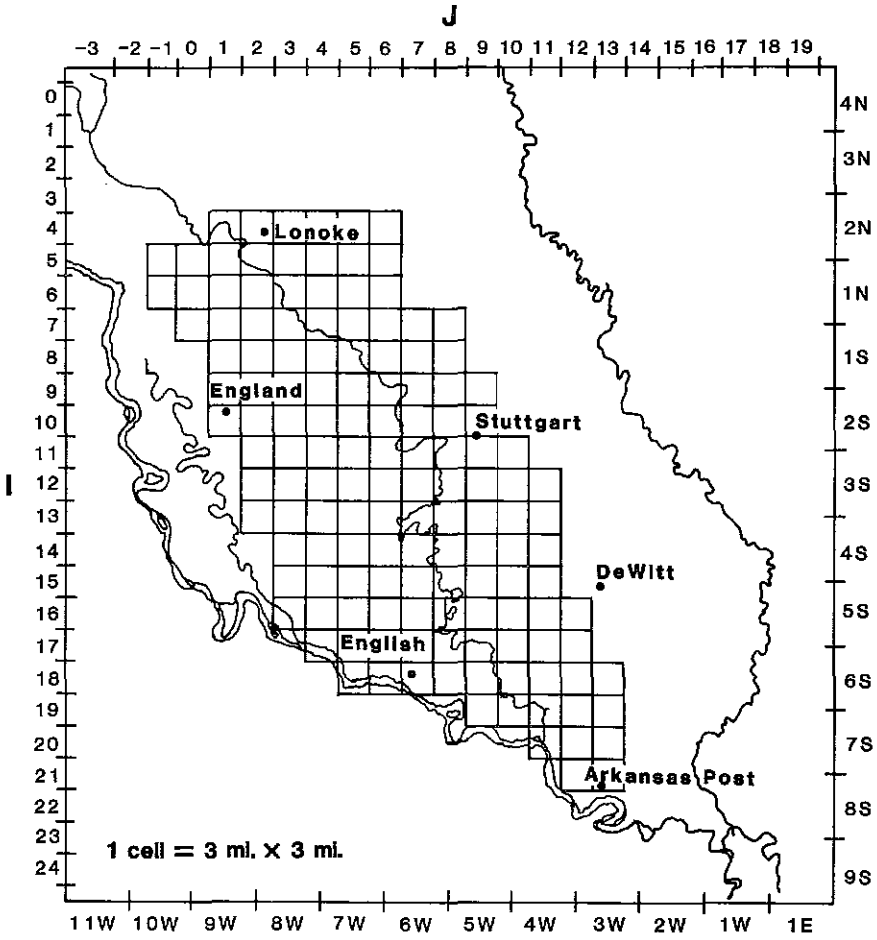 J
-3 -2 -1 0 1 2 3 4 5 6 7 8 9 10 11 12 13 14 15 16 17 18 19
0
4N
1
3N
2
3
2N
4
Lonoke
5
6
1N
7
8
1S
9
England
10
Stuttgart
2S
11
I
12
3S
13
14
4S
15
DeWitt
16
5S
17
English
18
6S
19
20
7S
21
Arkansas Post
22
8S
23
1 cell = 3 mi. × 3 mi.
24
9S
11W 10W 9W 8W 7W 6W 5W 4W 3W 2W 1W 1E